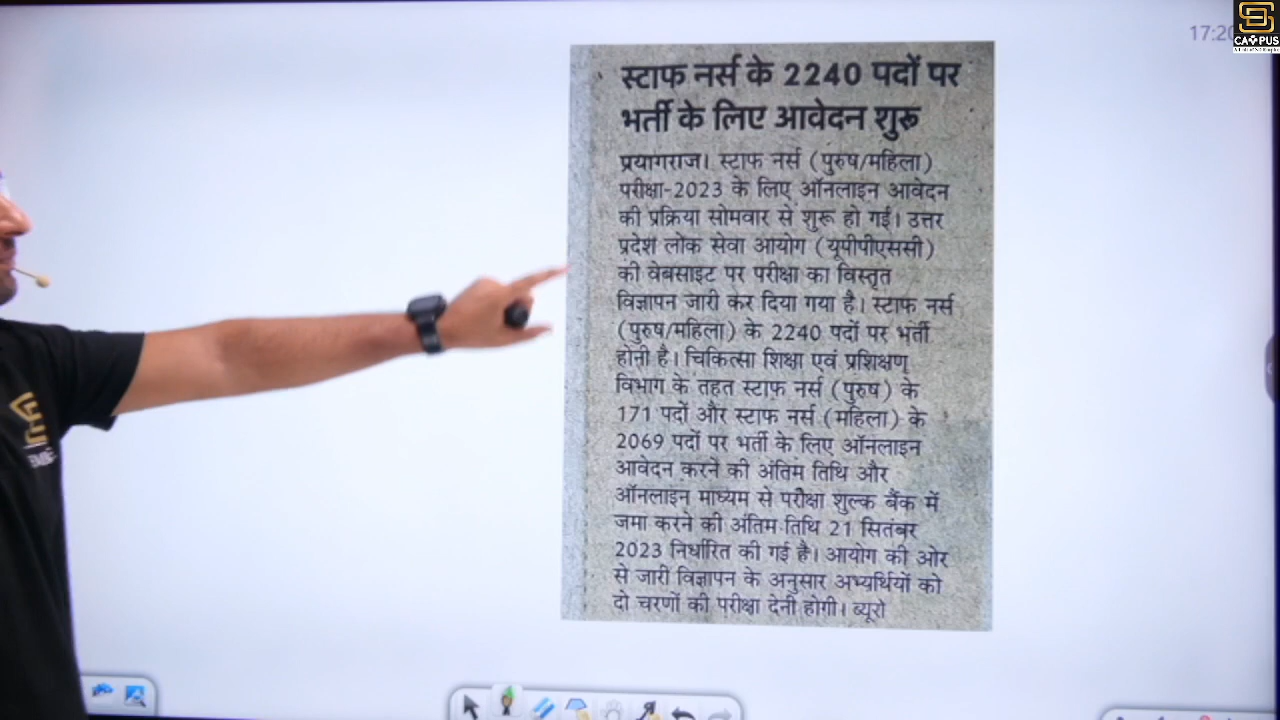 17:20
CAMPUS
स्टाफ नर्स के 2240 पदों पर
भर्ती के लिए आवेदन शुरू
प्रयागराज। स्टाफ नर्स (पुरुष/महिला)
परीक्षा-2023 के लिए ऑनलाइन आवेदन
की प्रक्रिया सोमवार से शुरू हो गई। उत्तर
प्रदेश लोक सेवा आयोग (यूपीपीएससी)
की वेबसाइट पर परीक्षा का विस्तृत
विज्ञापन जारी कर दिया गया है। स्टाफ नर्स
(पुरुष/महिला) के 2240 पदों पर भर्ती
होनी है। चिकित्सा शिक्षा एवं प्रशिक्षण
विभाग के तहत स्टाफ नर्स (पुरुष) के
171 पदों और स्टाफ नर्स (महिला) के
2069 पदों पर भर्ती के लिए ऑनलाइन
आवेदन करने की अंतिम तिथि और
ऑनलाइन माध्यम से परीक्षा शुल्क बैंक में
जमा करने की अंतिम तिथि 21 सितंबर
2023 निर्धारित की गई है। आयोग की ओर
से जारी विज्ञापन के अनुसार अभ्यर्थियों को
दो चरणों की परीक्षा देनी होगी। ब्यूरो